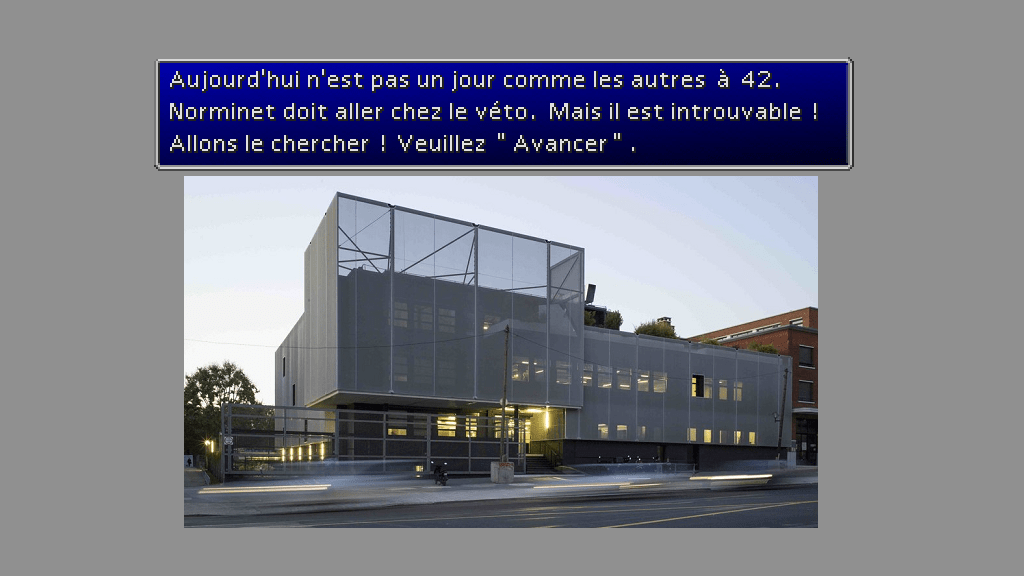 Aujourd'hui n'est pas un jour comme les autres à 42.
Norminet doit aller chez le véto. Mais il est introuvable !
Allons le chercher ! Veuillez "Avancer".